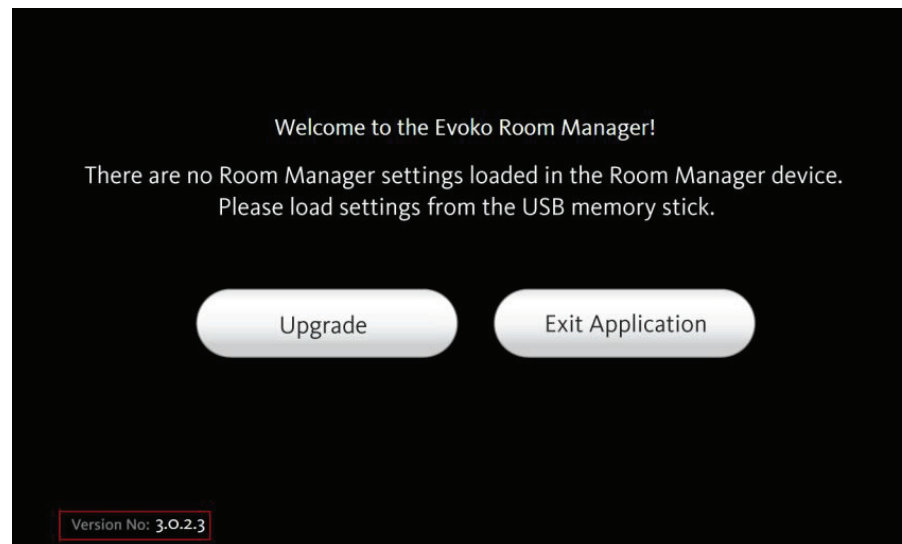 Welcome to the Evoko Room Manager!
There are no Room Manager settings loaded in the Room Manager device.
Please load settings from the USB memory stick.
Upgrade
Exit Application
Version No: 3.0.2.3